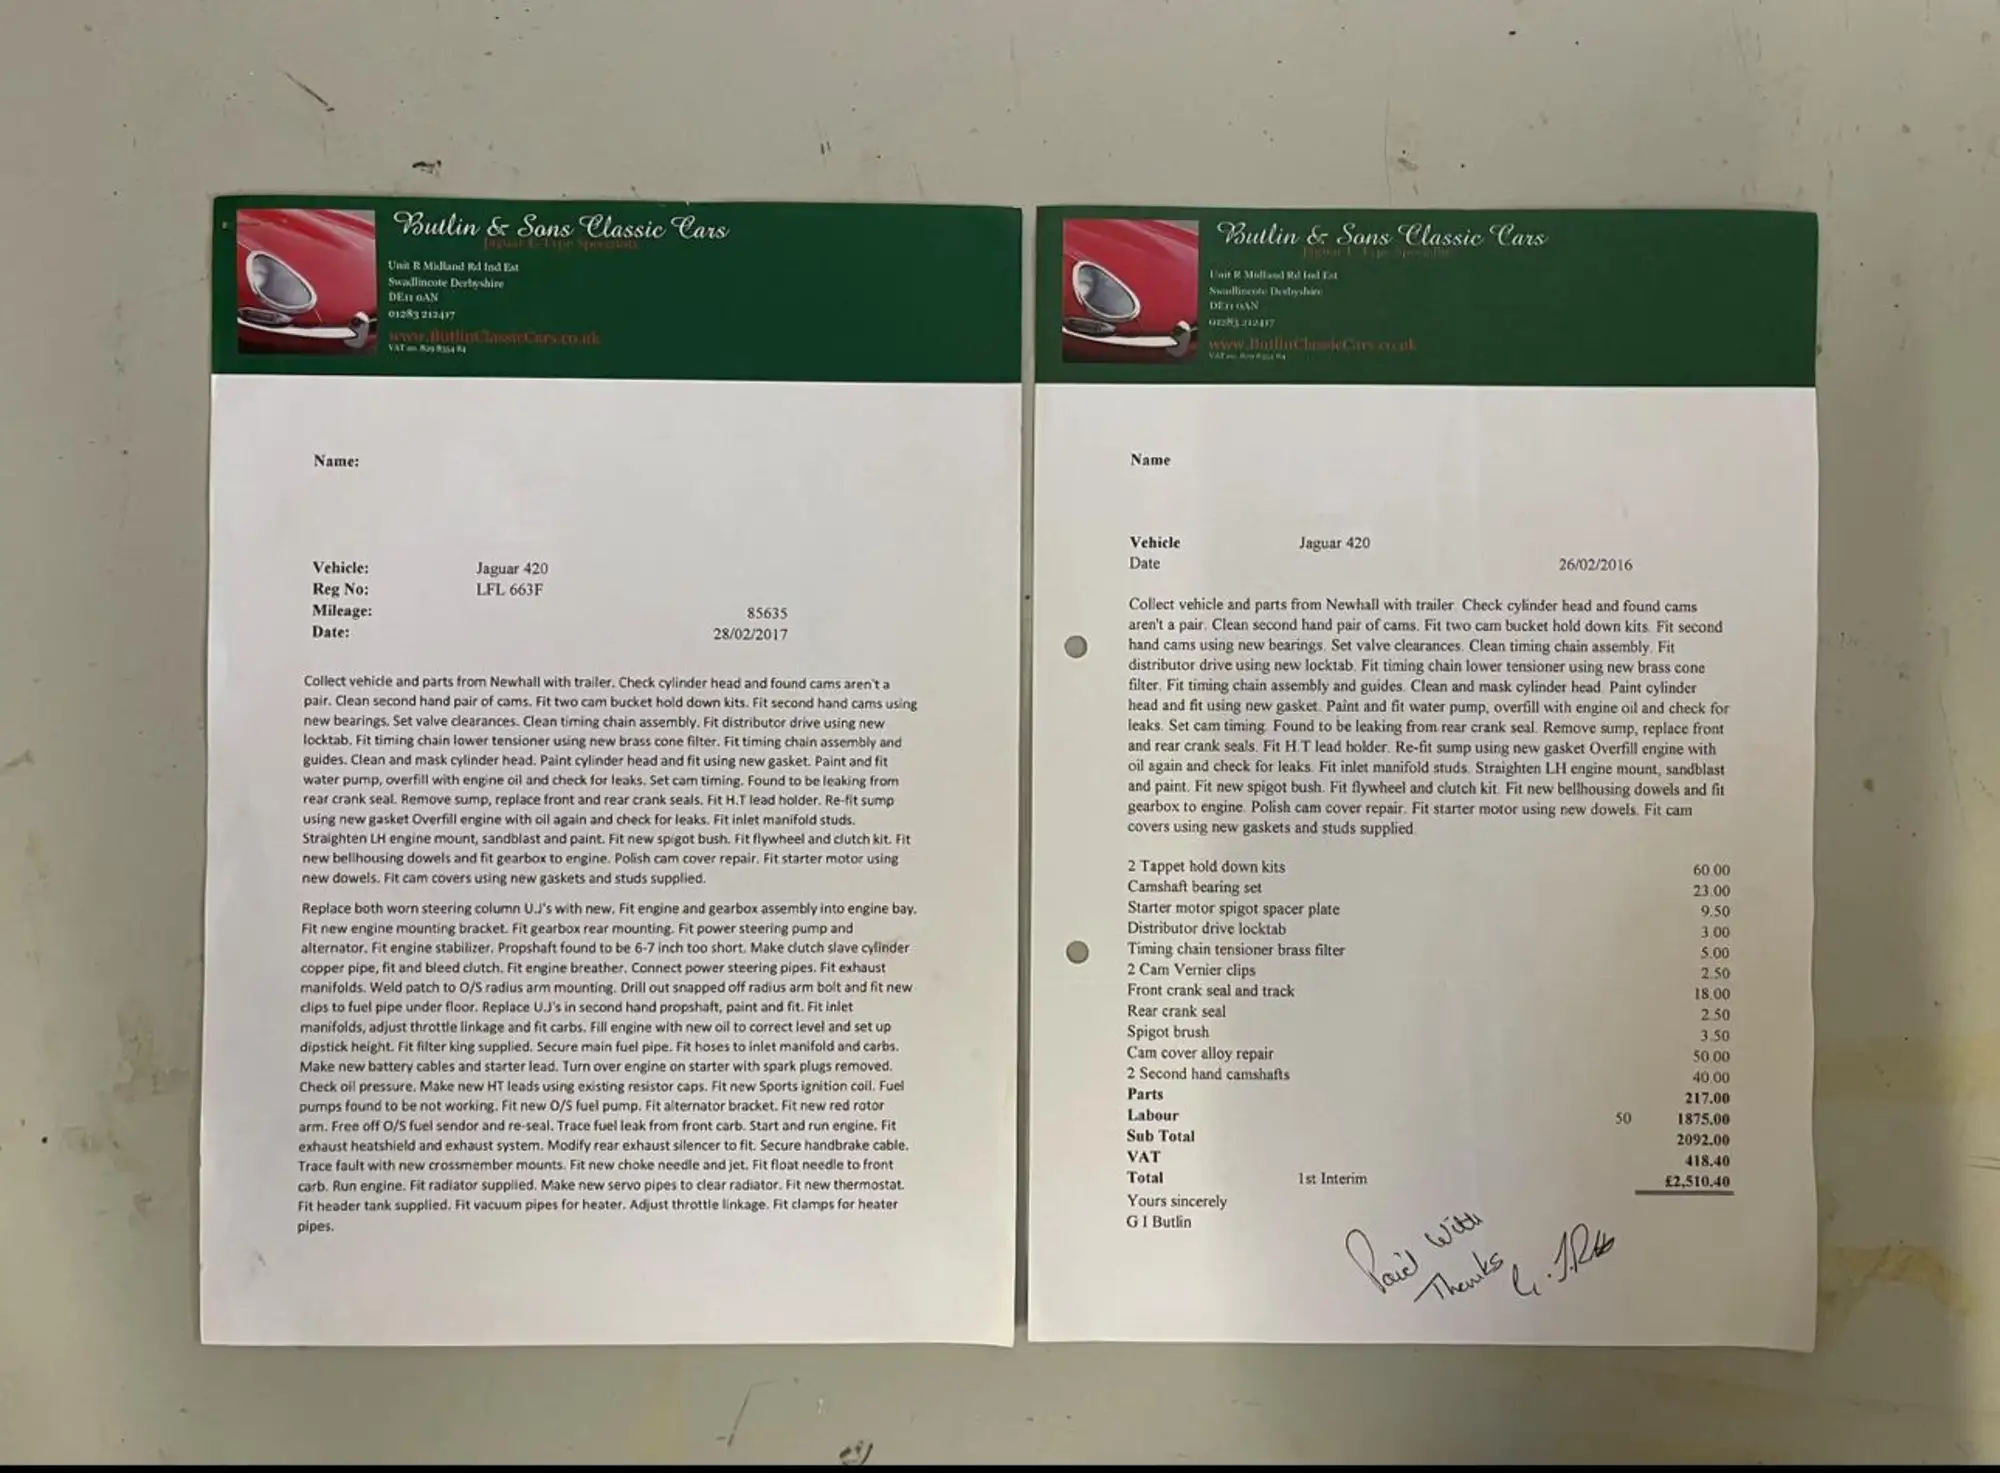 Butlin & Sons Classic Cars
Jaguar E-Type Specialists
Unit R Midland Rd Ind Est
Swadlincote Derbyshire
DE11 0AN
01283 212417
www.ButlinClassicCars.co.uk
VAT no. 829 8354 84
Name:
Vehicle: Jaguar 420
Reg No: LFL 663F
Mileage: 85635
Date: 28/02/2017
Collect vehicle and parts from Newhall with trailer. Check cylinder head and found cams aren't a
pair. Clean second hand pair of cams. Fit two cam bucket hold down kits. Fit second hand cams using
new bearings. Set valve clearances. Clean timing chain assembly. Fit distributor drive using new
locktab. Fit timing chain lower tensioner using new brass cone filter. Fit timing chain assembly and
guides. Clean and mask cylinder head. Paint cylinder head and fit using new gasket. Paint and fit
water pump, overfill with engine oil and check for leaks. Set cam timing. Found to be leaking from
rear crank seal. Remove sump, replace front and rear crank seals. Fit H.T lead holder. Re-fit sump
using new gasket Overfill engine with oil again and check for leaks. Fit inlet manifold studs.
Straighten LH engine mount, sandblast and paint. Fit new spigot bush. Fit flywheel and clutch kit. Fit
new bellhousing dowels and fit gearbox to engine. Polish cam cover repair. Fit starter motor using
new dowels. Fit cam covers using new gaskets and studs supplied.
Replace both worn steering column U.J's with new. Fit engine and gearbox assembly into engine bay.
Fit new engine mounting bracket. Fit gearbox rear mounting. Fit power steering pump and
alternator. Fit engine stabilizer. Propshaft found to be 6-7 inch too short. Make clutch slave cylinder
copper pipe, fit and bleed clutch. Fit engine breather. Connect power steering pipes. Fit exhaust
manifolds. Weld patch to O/S radius arm mounting. Drill out snapped off radius arm bolt and fit new
clips to fuel pipe under floor. Replace U.J's in second hand propshaft, paint and fit. Fit inlet
manifolds, adjust throttle linkage and fit carbs. Fill engine with new oil to correct level and set up
dipstick height. Fit filter king supplied. Secure main fuel pipe. Fit hoses to inlet manifold and carbs.
Make new battery cables and starter lead. Turn over engine on starter with spark plugs removed.
Check oil pressure. Make new HT leads using existing resistor caps. Fit new Sports ignition coil. Fuel
pumps found to be not working. Fit new O/S fuel pump. Fit alternator bracket. Fit new red rotor
arm. Free off O/S fuel sendor and re-seal. Trace fuel leak from front carb. Start and run engine. Fit
exhaust heatshield and exhaust system. Modify rear exhaust silencer to fit. Secure handbrake cable.
Trace fault with new crossmember mounts. Fit new choke needle and jet. Fit float needle to front
carb. Run engine. Fit radiator supplied. Make new servo pipes to clear radiator. Fit new thermostat.
Fit header tank supplied. Fit vacuum pipes for heater. Adjust throttle linkage. Fit clamps for heater
pipes.
Butlin & Sons Classic Cars
Jaguar E-Type Specialists
Unit R Midland Rd Ind Est
Swadlincote Derbyshire
DE11 0AN
01283 212417
www.ButlinClassicCars.co.uk
VAT no. 829 8354 84
Name
Vehicle Jaguar 420
Date 26/02/2016
Collect vehicle and parts from Newhall with trailer. Check cylinder head and found cams
aren't a pair. Clean second hand pair of cams. Fit two cam bucket hold down kits. Fit second
hand cams using new bearings. Set valve clearances. Clean timing chain assembly. Fit
distributor drive using new locktab. Fit timing chain lower tensioner using new brass cone
filter. Fit timing chain assembly and guides. Clean and mask cylinder head. Paint cylinder
head and fit using new gasket. Paint and fit water pump, overfill with engine oil and check for
leaks. Set cam timing. Found to be leaking from rear crank seal. Remove sump, replace front
and rear crank seals. Fit H.T lead holder. Re-fit sump using new gasket Overfill engine with
oil again and check for leaks. Fit inlet manifold studs. Straighten LH engine mount, sandblast
and paint. Fit new spigot bush. Fit flywheel and clutch kit. Fit new bellhousing dowels and fit
gearbox to engine. Polish cam cover repair. Fit starter motor using new dowels. Fit cam
covers using new gaskets and studs supplied.
2 Tappet hold down kits 60.00
Camshaft bearing set 23.00
Starter motor spigot spacer plate 9.50
Distributor drive locktab 3.00
Timing chain tensioner brass filter 5.00
2 Cam Vernier clips 2.50
Front crank seal and track 18.00
Rear crank seal 2.50
Spigot brush 3.50
Cam cover alloy repair 50.00
2 Second hand camshafts 40.00
Parts 217.00
Labour 50 1875.00
Sub Total 2092.00
VAT 418.40
Total 1st Interim £2,510.40
Yours sincerely
G I Butlin
Paid With
Thanks